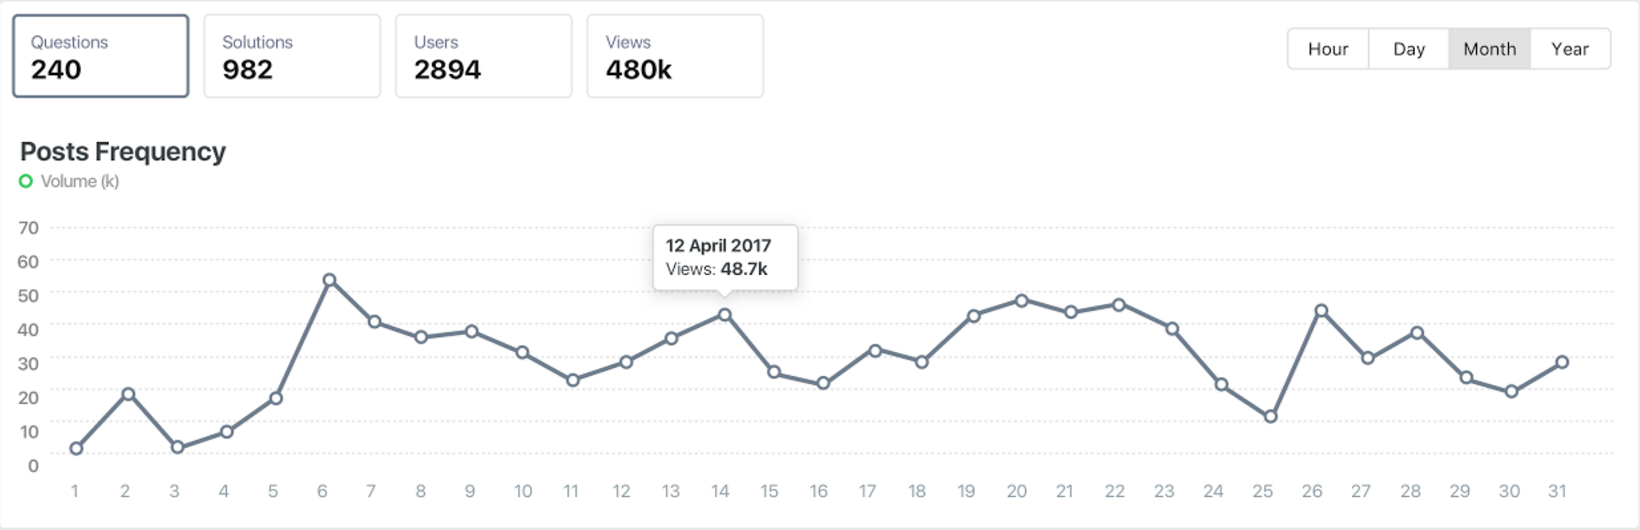 Questions
240
Solutions
982
Users
2894
Views
480k
Hour Day Month Year
Posts Frequency
Volume (k)
70
60
50
40
30
20
10
0
12 April 2017
Views: 48.7k
1 2 3 4 5 6 7 8 9 10 11 12 13 14 15 16 17 18 19 20 21 22 23 24 25 26 27 28 29 30 31